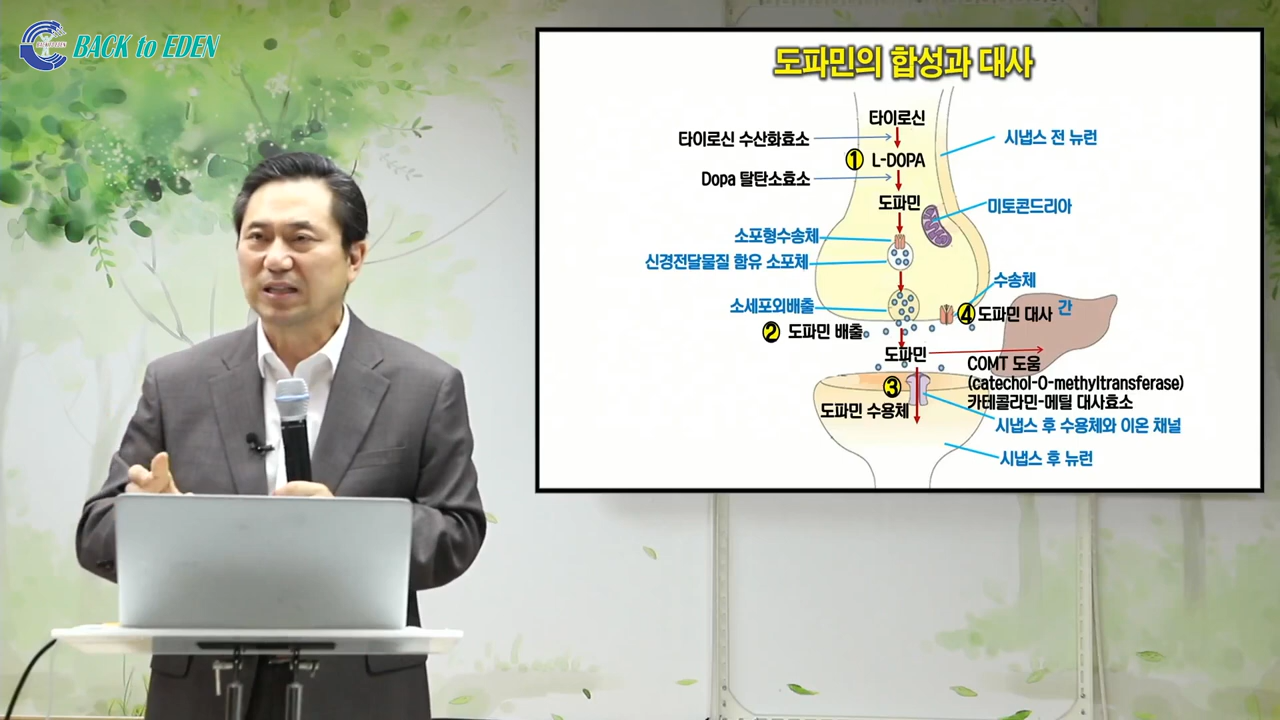 BACK to EDEN
도파민의 합성과 대사
타이로신
타이로신 수산화효소
시냅스 전 뉴런
① L-DOPA
Dopa 탈탄소효소
도파민
미토콘드리아
소포형수송체
신경전달물질 함유 소포체
수송체
소세포외배출
④ 도파민 대사
간
② 도파민 배출
도파민
COMT 도움
(catechol-O-methyltransferase)
카테콜라민-메틸 대사효소
③
도파민 수용체
시냅스 후 수용체와 이온 채널
시냅스 후 뉴런